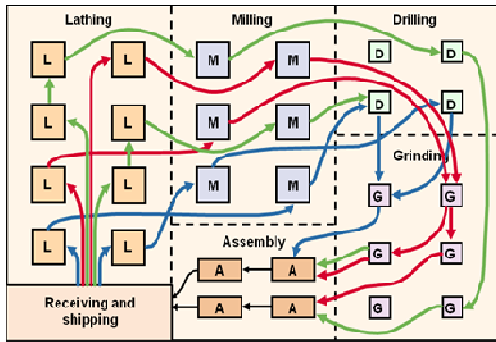 Lathing Milling Drilling
L L M M D
D
L L M M D D
Grinding
L L M M G G
L L
Assembly
A A G G
Receiving and
shipping
A A G G